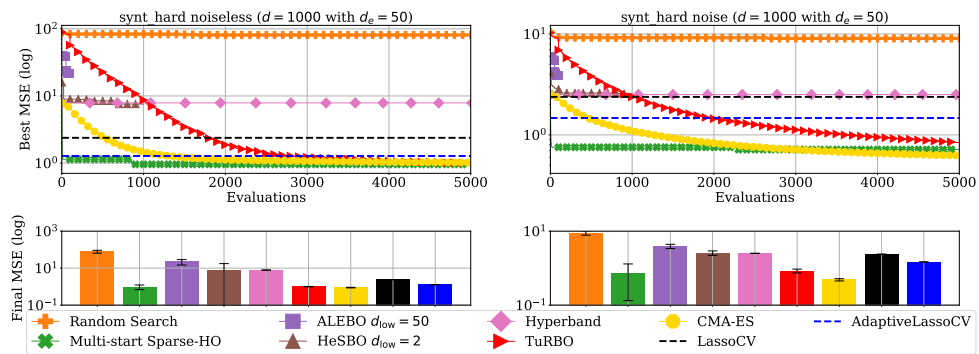 synt_hard noiseless (d = 1000 with d_e = 50)
Best MSE (log)
10^2
10^1
10^0
0 1000 2000 3000 4000 5000
Evaluations
synt_hard noise (d = 1000 with d_e = 50)
10^1
10^0
0 1000 2000 3000 4000 5000
Evaluations
Final MSE (log)
10^3
10^1
10^-1
10^1
10^-1
Random Search
Multi-start Sparse-HO
ALEBO d_low = 50
HeSBO d_low = 2
Hyperband
TuRBO
CMA-ES
LassoCV
AdaptiveLassoCV